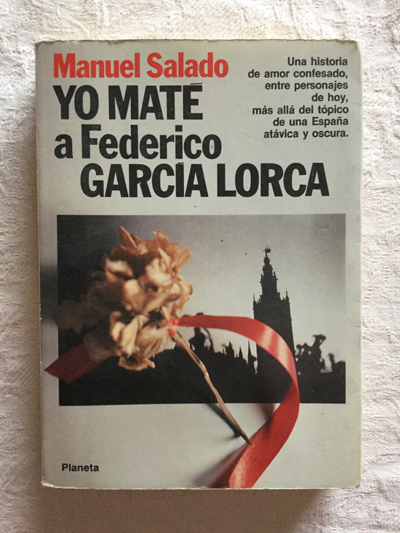 Manuel Salado
YO MATÉ
a Federico
GARCÍA LORCA
Una historia
de amor confesado,
entre personajes
de hoy,
más allá del tópico
de una España
atávica y oscura.
Planeta